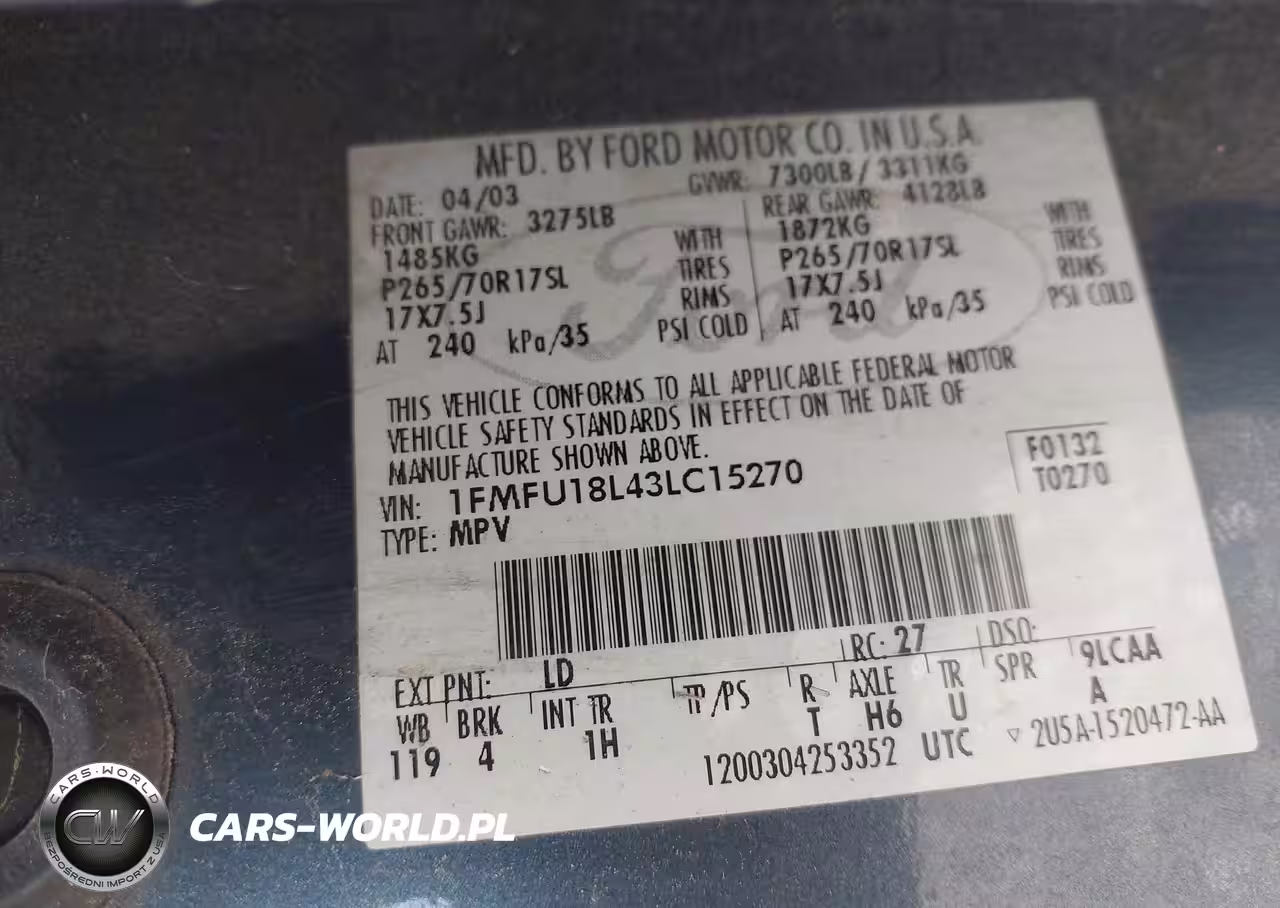 MFD. BY FORD MOTOR CO. IN U.S.A.
DATE: 04/03 GVWR: 7300LB / 3311KG
FRONT GAWR: 3275LB REAR GAWR: 4128LB
1485KG WITH 1872KG WITH
P265/70R17SL TIRES P265/70R17SL TIRES
17X7.5J RIMS 17X7.5J RIMS
AT 240 kPa/35 PSI COLD AT 240 kPa/35 PSI COLD
Ford
THIS VEHICLE CONFORMS TO ALL APPLICABLE FEDERAL MOTOR
VEHICLE SAFETY STANDARDS IN EFFECT ON THE DATE OF
MANUFACTURE SHOWN ABOVE.
VIN: 1FMFU18L43LC15270
TYPE: MPV
F0132
T0270
EXT PNT: LD RC: 27 DSO:
WB BRK INT TR TP/PS R AXLE TR SPR 9LCAA
119 4 1H T H6 U A
1200304253352 UTC ▽ 2U5A-1520472-AA
CARS-WORLD
CW
BEZPOŚREDNI IMPORT Z USA
CARS-WORLD.PL